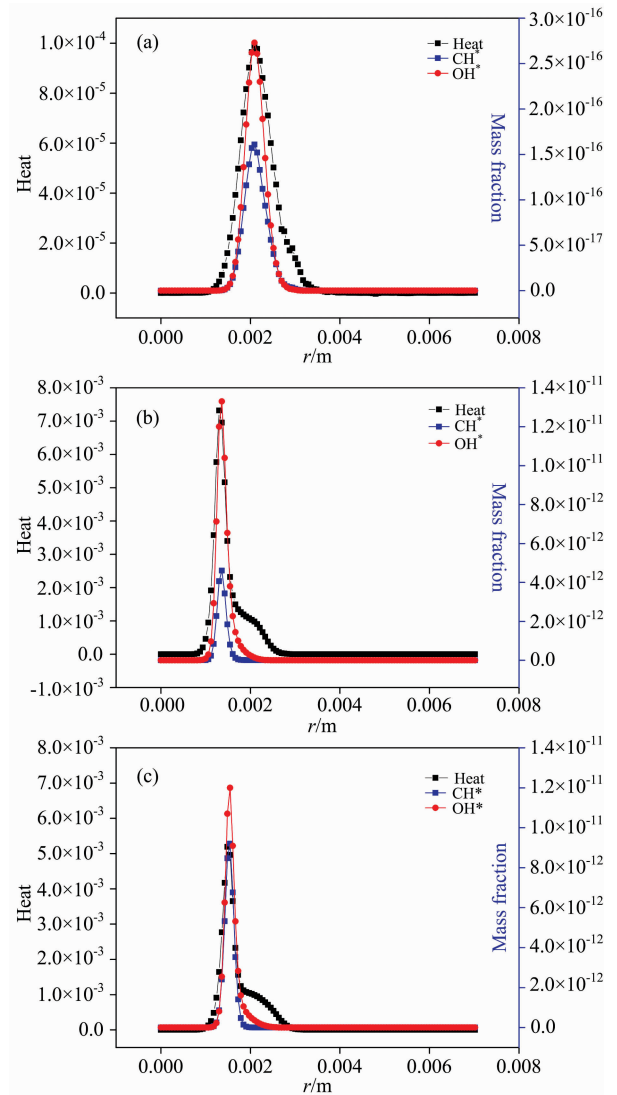 (a)
Heat
CH*
OH*
1.0×10⁻⁴
8.0×10⁻⁵
6.0×10⁻⁵
4.0×10⁻⁵
2.0×10⁻⁵
0.0
Heat
3.0×10⁻¹⁶
2.5×10⁻¹⁶
2.0×10⁻¹⁶
1.5×10⁻¹⁶
1.0×10⁻¹⁶
5.0×10⁻¹⁷
0.0
Mass fraction
0.000 0.002 0.004 0.006 0.008
r/m
(b)
Heat
CH*
OH*
8.0×10⁻³
7.0×10⁻³
6.0×10⁻³
5.0×10⁻³
4.0×10⁻³
3.0×10⁻³
2.0×10⁻³
1.0×10⁻³
0.0
-1.0×10⁻³
Heat
1.4×10⁻¹¹
1.2×10⁻¹¹
1.0×10⁻¹¹
8.0×10⁻¹²
6.0×10⁻¹²
4.0×10⁻¹²
2.0×10⁻¹²
0.0
Mass fraction
0.000 0.002 0.004 0.006 0.008
r/m
(c)
Heat
CH*
OH*
8.0×10⁻³
7.0×10⁻³
6.0×10⁻³
5.0×10⁻³
4.0×10⁻³
3.0×10⁻³
2.0×10⁻³
1.0×10⁻³
0.0
Heat
1.4×10⁻¹¹
1.2×10⁻¹¹
1.0×10⁻¹¹
8.0×10⁻¹²
6.0×10⁻¹²
4.0×10⁻¹²
2.0×10⁻¹²
0.0
Mass fraction
0.000 0.002 0.004 0.006 0.008
r/m